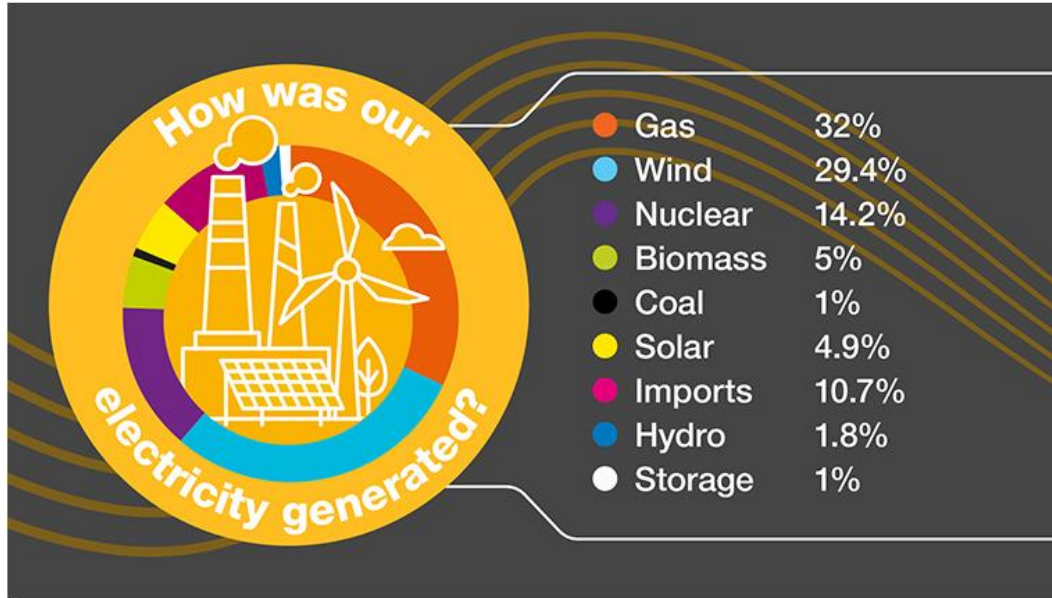 How was our
electricity generated?
Gas 32%
Wind 29.4%
Nuclear 14.2%
Biomass 5%
Coal 1%
Solar 4.9%
Imports 10.7%
Hydro 1.8%
Storage 1%